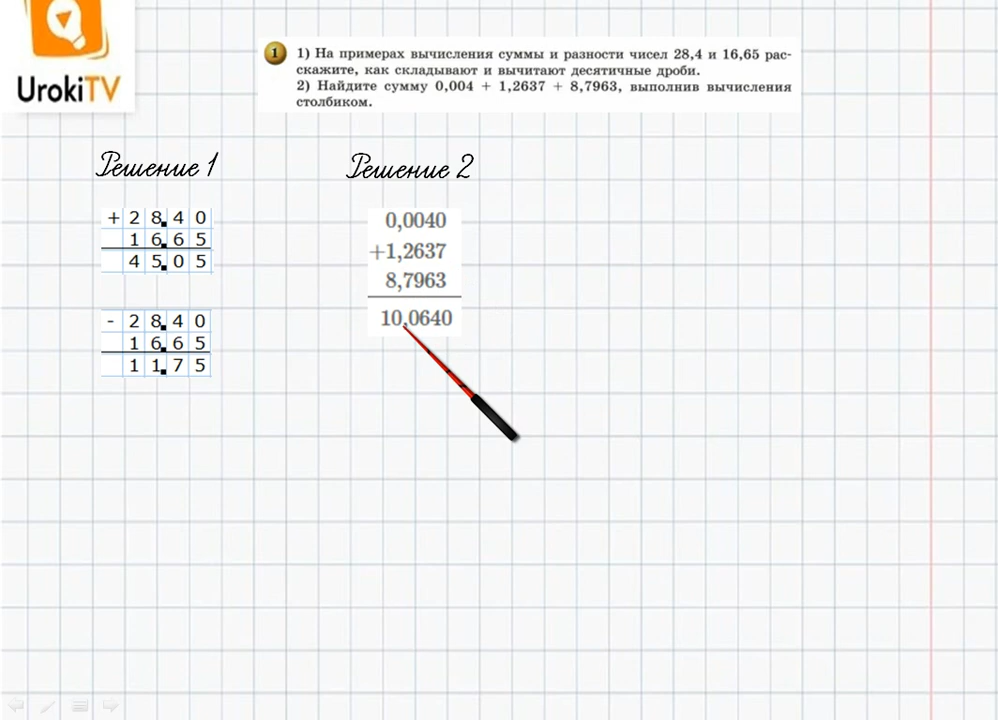 UrokiTV
1 1) На примерах вычисления суммы и разности чисел 28,4 и 16,65 рас-
скажите, как складывают и вычитают десятичные дроби.
2) Найдите сумму 0,004 + 1,2637 + 8,7963, выполнив вычисления
столбиком.
Решение 1
+ 2 8. 4 0
1 6. 6 5
4 5. 0 5
- 2 8. 4 0
1 6. 6 5
1 1. 7 5
Решение 2
0,0040
+1,2637
8,7963
10,0640